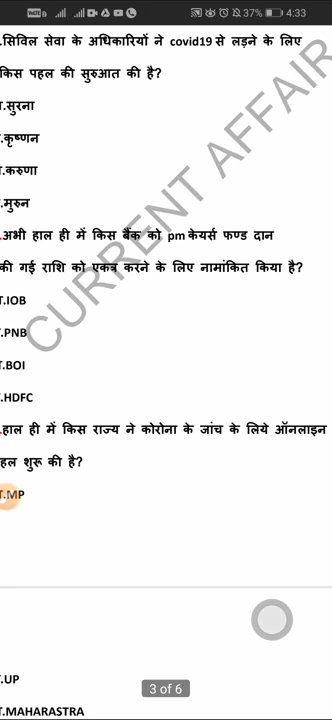 37% 4:33
.सिविल सेवा के अधिकारियों ने covid19 से लड़ने के लिए
किस पहल की सुरुआत की है?
.सुरना
.कृष्णन
.करुणा
.मुरुन
.अभी हाल ही में किस बैंक को pm केयर्स फण्ड दान
की गई राशि को एकत्र करने के लिए नामांकित किया है?
.IOB
.PNB
.BOI
.HDFC
.हाल ही में किस राज्य ने कोरोना के जांच के लिये ऑनलाइन
हल शुरू की है?
.MP
3 of 6
.UP
.MAHARASTRA
CURRENT AFFAIR